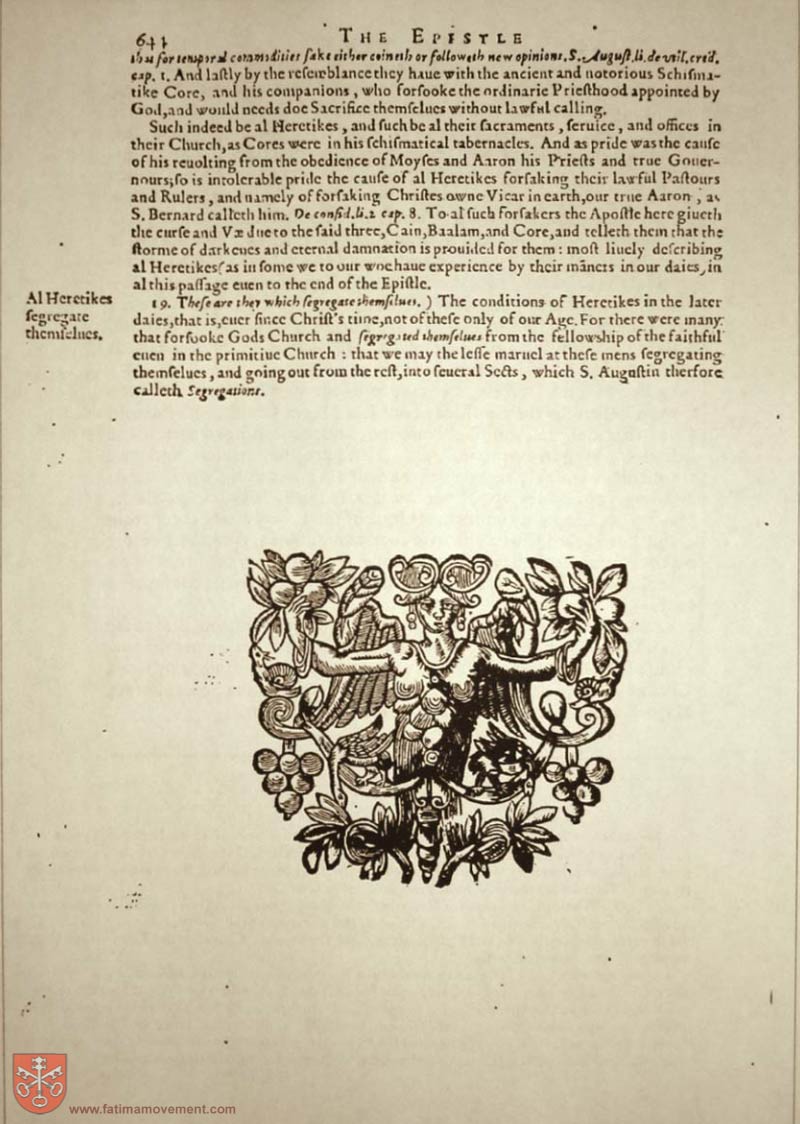 THE EPISTLE
that for temporal commodities sake either coineth or followeth new opinions. S. August. li. de vtil. cred.
cap. 1. And lastly by the resemblance they haue with the ancient and notorious Schisma-
tike Core, and his companions, who forsooke the ordinarie Priesthood appointed by
God, and would needs doe Sacrifice themselues without lawful calling.
Such indeed be al Heretikes, and such be al their sacraments, seruice, and offices in
their Church, as Cores were in his schismatical tabernacles. And as pride was the cause
of his reuolting from the obedience of Moyses and Aaron his Priests and true Gouer-
nours; so is intolerable pride the cause of al Heretikes forsaking their lawful Pastours
and Rulers, and namely of forsaking Christes owne Vicar in earth, our true Aaron, as
S. Bernard calleth him. De consid. li. 2 cap. 8. To al such forsakers the Apostle here giueth
the curse and Væ due to the said three, Cain, Baalam, and Core, and telleth them that the
storme of darkenes and eternal damnation is prouided for them: most liuely describing
al Heretikes (as in some we to our woe haue experience by their māners in our daies, in
al this passage euen to the end of the Epistle.
Al Heretikes
segregate
themselues.
19. These are they which segregate themselues.) The conditions of Heretikes in the later
daies, that is, euer since Christ's time, not of these only of our Age. For there were many
that forsooke Gods Church and segregated themselues from the fellowship of the faithful
euen in the primitiue Church: that we may the lesse maruel at these mens segregating
themselues, and going out from the rest, into seueral Sects, which S. Augustin therfore
calleth Segregations.
www.fatimamovement.com